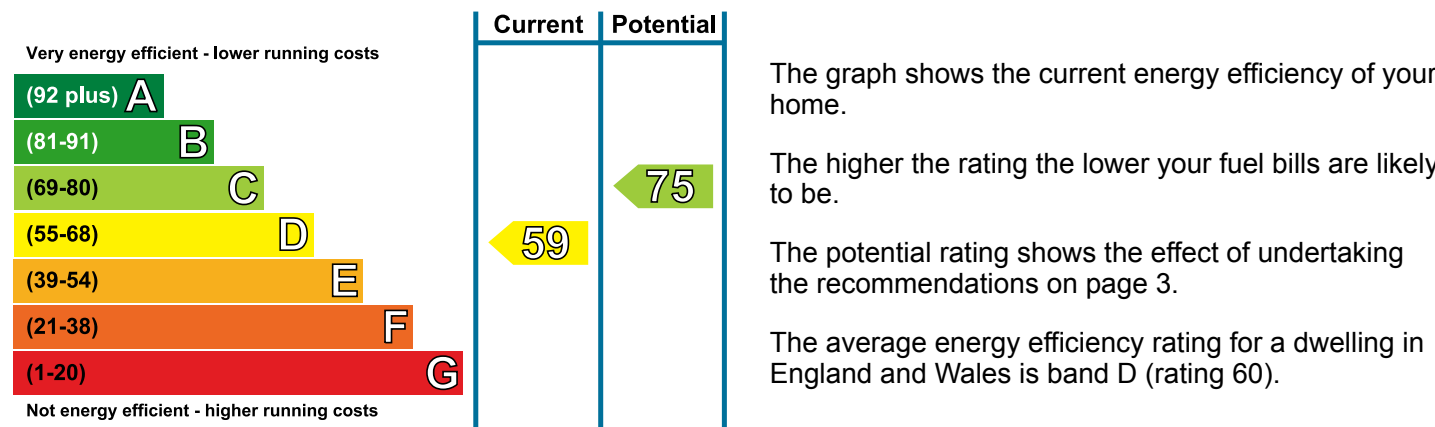 Current Potential
Very energy efficient - lower running costs
(92 plus) A
(81-91) B
(69-80) C
75
(55-68) D
59
(39-54) E
(21-38) F
(1-20) G
Not energy efficient - higher running costs
The graph shows the current energy efficiency of your
home.
The higher the rating the lower your fuel bills are likely
to be.
The potential rating shows the effect of undertaking
the recommendations on page 3.
The average energy efficiency rating for a dwelling in
England and Wales is band D (rating 60).